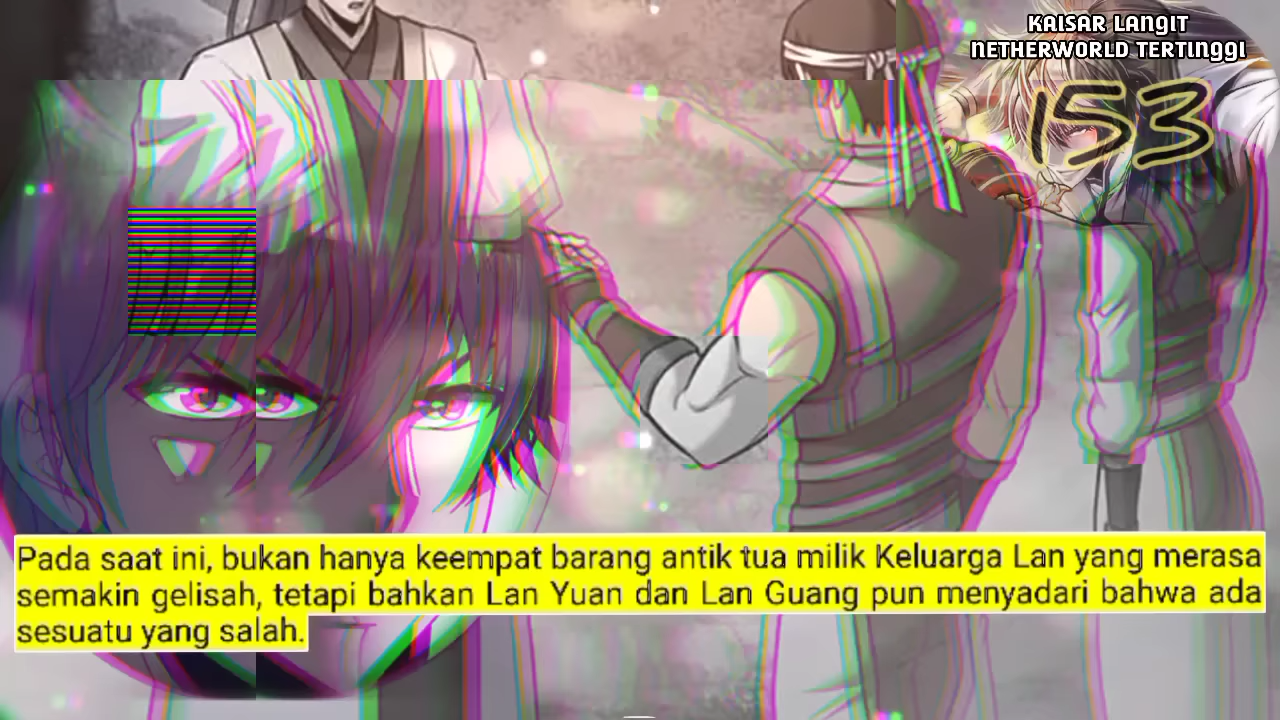 KAISAR LANGIT
NETHERWORLD TERTINGGI
153
Pada saat ini, bukan hanya keempat barang antik tua milik Keluarga Lan yang merasa
semakin gelisah, tetapi bahkan Lan Yuan dan Lan Guang pun menyadari bahwa ada
sesuatu yang salah.